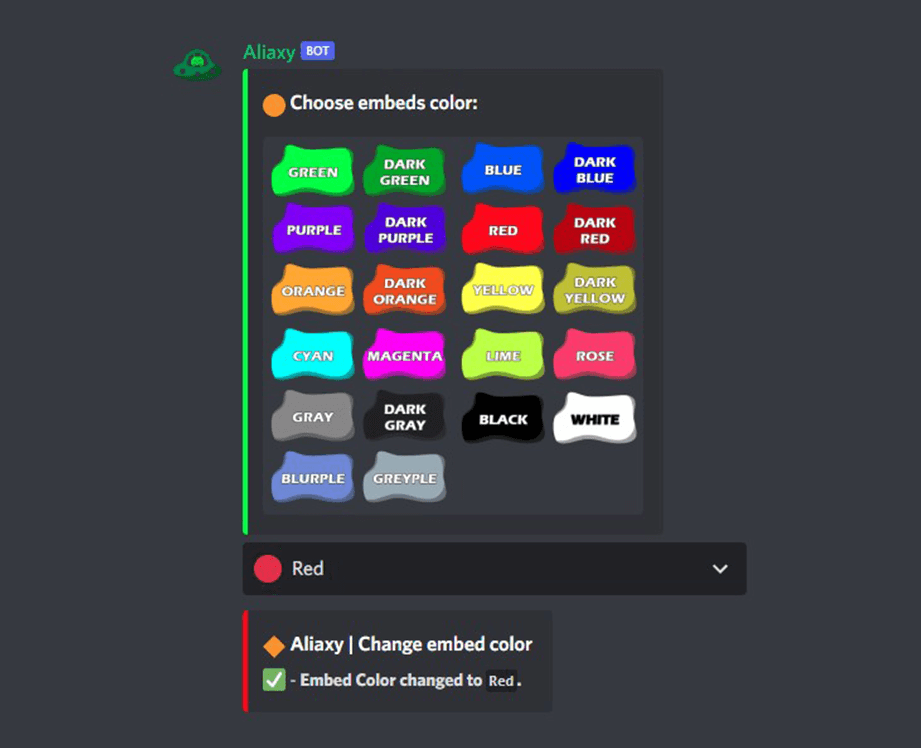 Aliaxy BOT
Choose embeds color:
GREEN DARK GREEN BLUE DARK BLUE
PURPLE DARK PURPLE RED DARK RED
ORANGE DARK ORANGE YELLOW DARK YELLOW
CYAN MAGENTA LIME ROSE
GRAY DARK GRAY BLACK WHITE
BLURPLE GREYPLE
Red
Aliaxy | Change embed color
- Embed Color changed to Red.